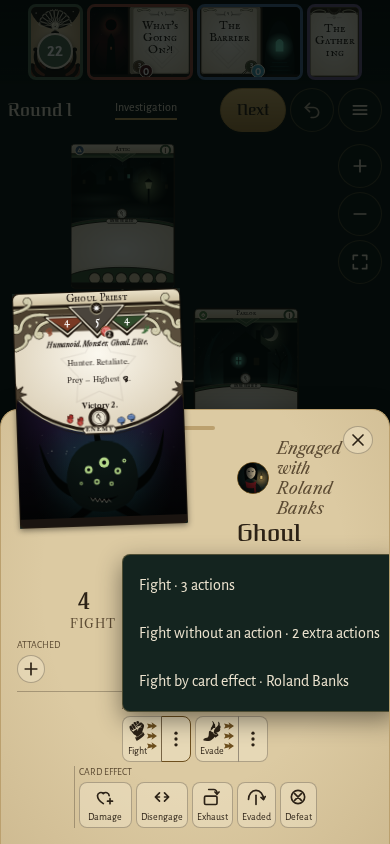 22
What's
Going
On?!
0
The
Barrier
0
The
Gather
ing
Round 1
Investigation
Next
Attic
Ghoul Priest
4
5
4
2
Humanoid. Monster. Ghoul. Elite.
Hunter. Retaliate.
Prey – Highest
Victory 2.
ENEMY
Engaged
with
Roland
Banks
Ghoul
4
FIGHT
Fight · 3 actions
Fight without an action · 2 extra actions
Fight by card effect · Roland Banks
ATTACHED
Fight
Evade
CARD EFFECT
Damage
Disengage
Exhaust
Evaded
Defeat